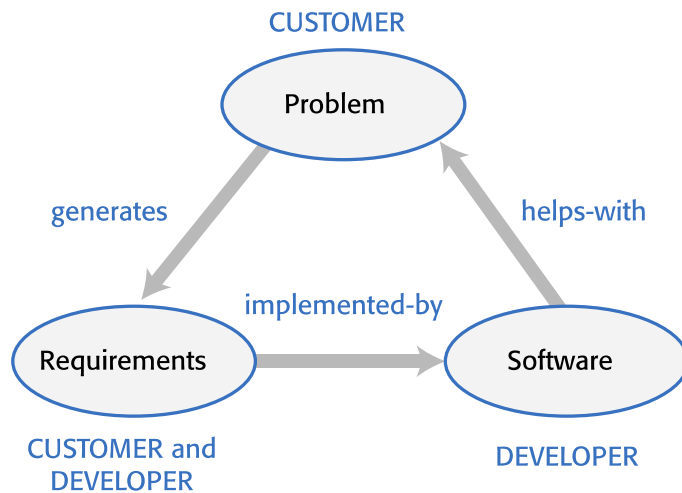 CUSTOMER
Problem
generates
helps-with
implemented-by
Requirements
Software
CUSTOMER and
DEVELOPER
DEVELOPER